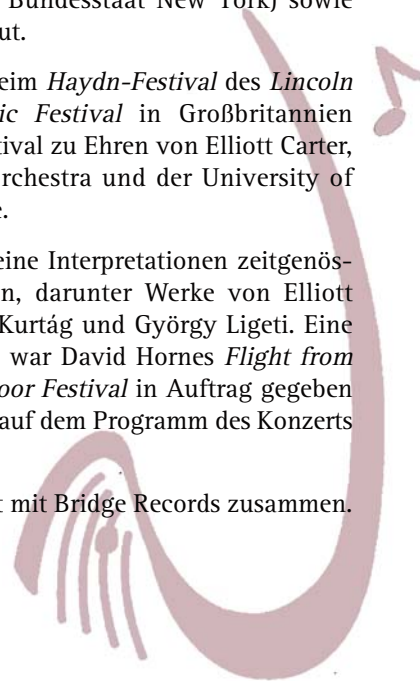 Bundesstaat New York) sowie
ut.
eim Haydn-Festival des Lincoln
ic Festival in Großbritannien
tival zu Ehren von Elliott Carter,
rchestra und der University of
e.
eine Interpretationen zeitgenös-
n, darunter Werke von Elliott
Kurtág und György Ligeti. Eine
war David Hornes Flight from
oor Festival in Auftrag gegeben
auf dem Programm des Konzerts
t mit Bridge Records zusammen.